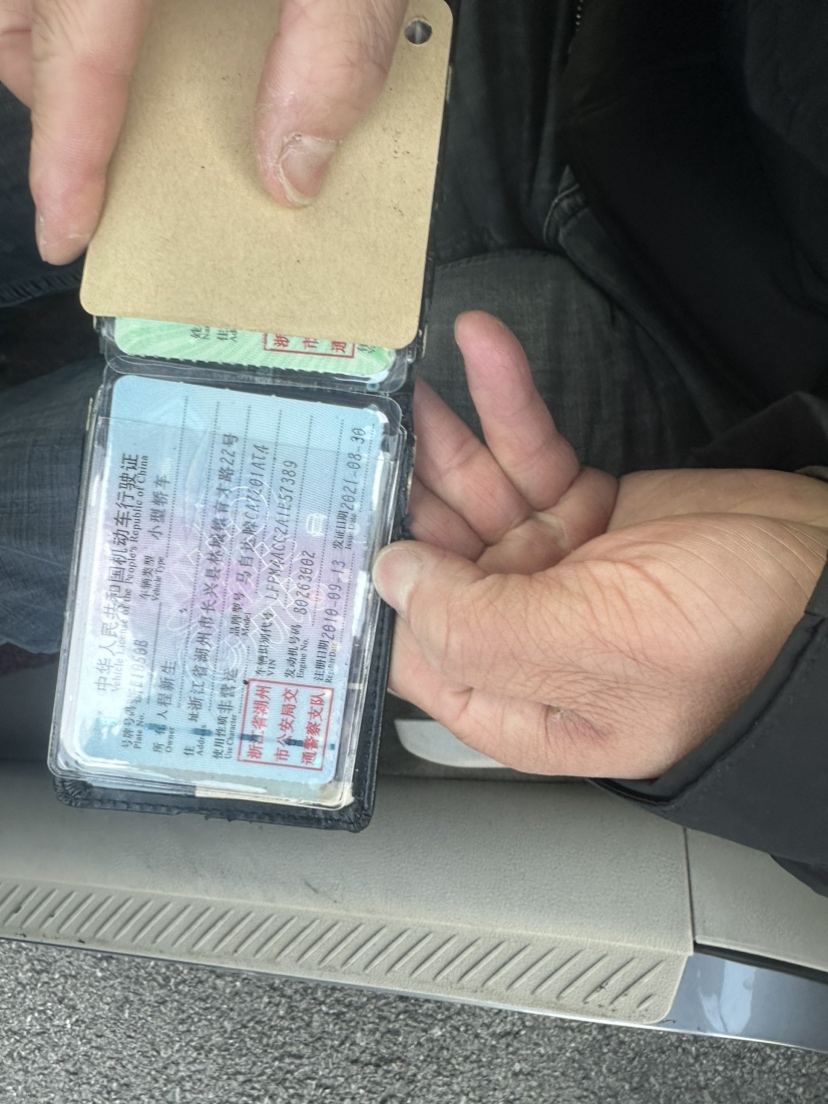 中华人民共和国机动车行驶证
Vehicle License of the People's Republic of China
号牌号码 车辆类型 小型轿车
Plate No. Vehicle Type
所有人 程新生
Owner
住 址 浙江省湖州市长兴县林城镇育才路22号
Address
使用性质 非营运 品牌型号 马自达牌CA7201AT4
Use Character Model
浙江省湖州
市公安局交
通警察支队
车辆识别代号 LFPM4ACC2A1E57389
VIN
发动机号码 80263002
Engine No.
注册日期 2010-09-13 发证日期 2021-08-30
Register Date Issue Date